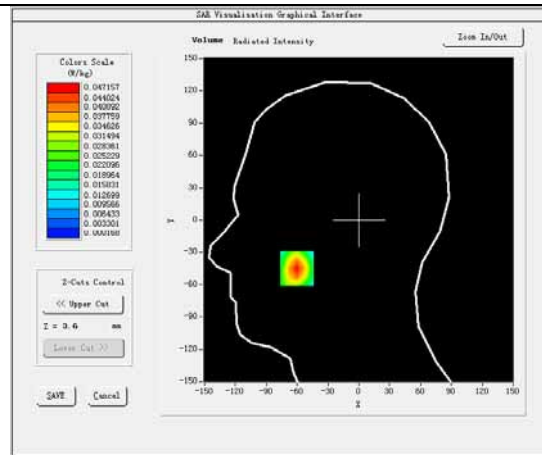 SAR Visualisation Graphical Interface
Volume Radiated Intensity
Zoom In/Out
Colors Scale
(W/kg)
0.047157
0.044024
0.040892
0.037759
0.034626
0.031494
0.028361
0.025229
0.022096
0.018964
0.015831
0.012699
0.009566
0.006433
0.003301
0.000168
Z-Cuts Control
<< Upper Cut
Z = 3.6 mm
Lower Cut >>
SAVE
Cancel
150
120
90
60
30
0
-30
-60
-90
-120
-150
Y
-150 -120 -90 -60 -30 0 30 60 90 120 150
X